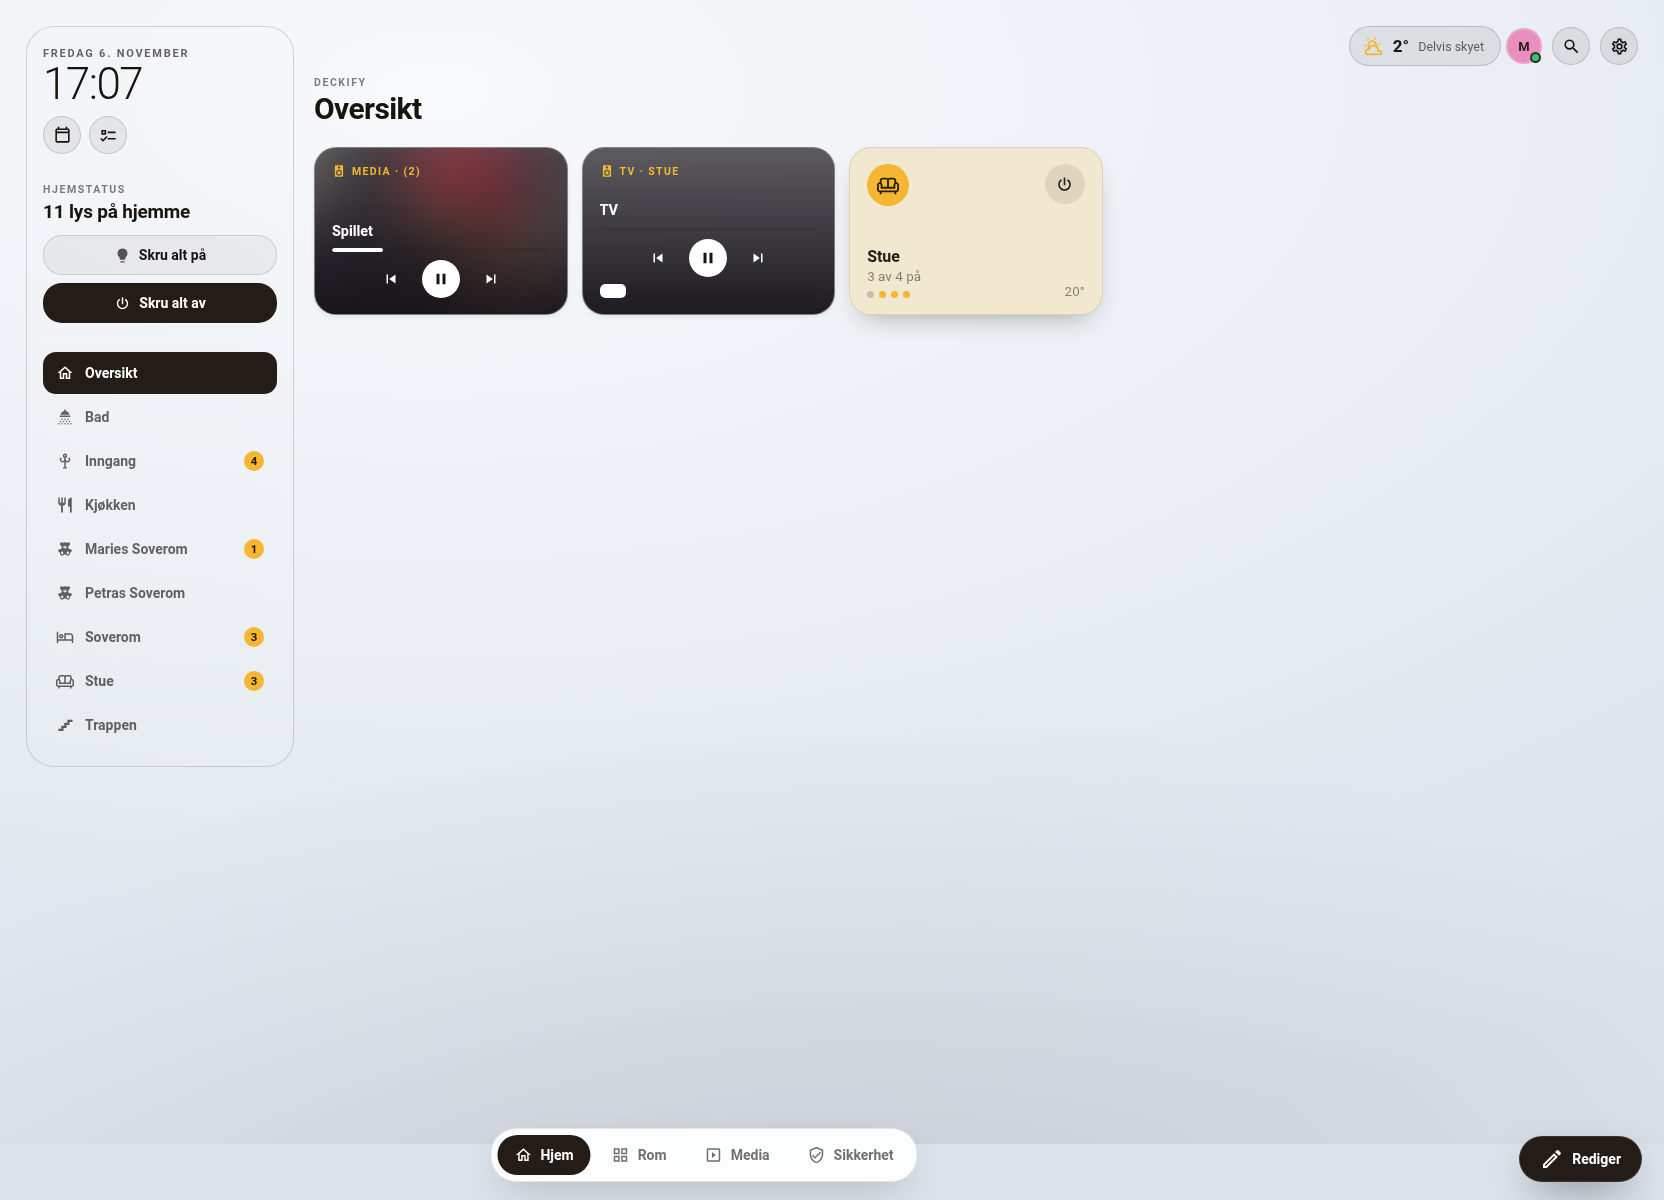 FREDAG 6. NOVEMBER
17:07
HJEMSTATUS
11 lys på hjemme
Skru alt på
Skru alt av
Oversikt
Bad
Inngang 4
Kjøkken
Maries Soverom 1
Petras Soverom
Soverom 3
Stue 3
Trappen
2° Delvis skyet
M
DECKIFY
Oversikt
MEDIA · (2)
Spillet
TV · STUE
TV
Stue
3 av 4 på
20°
Hjem
Rom
Media
Sikkerhet
Rediger